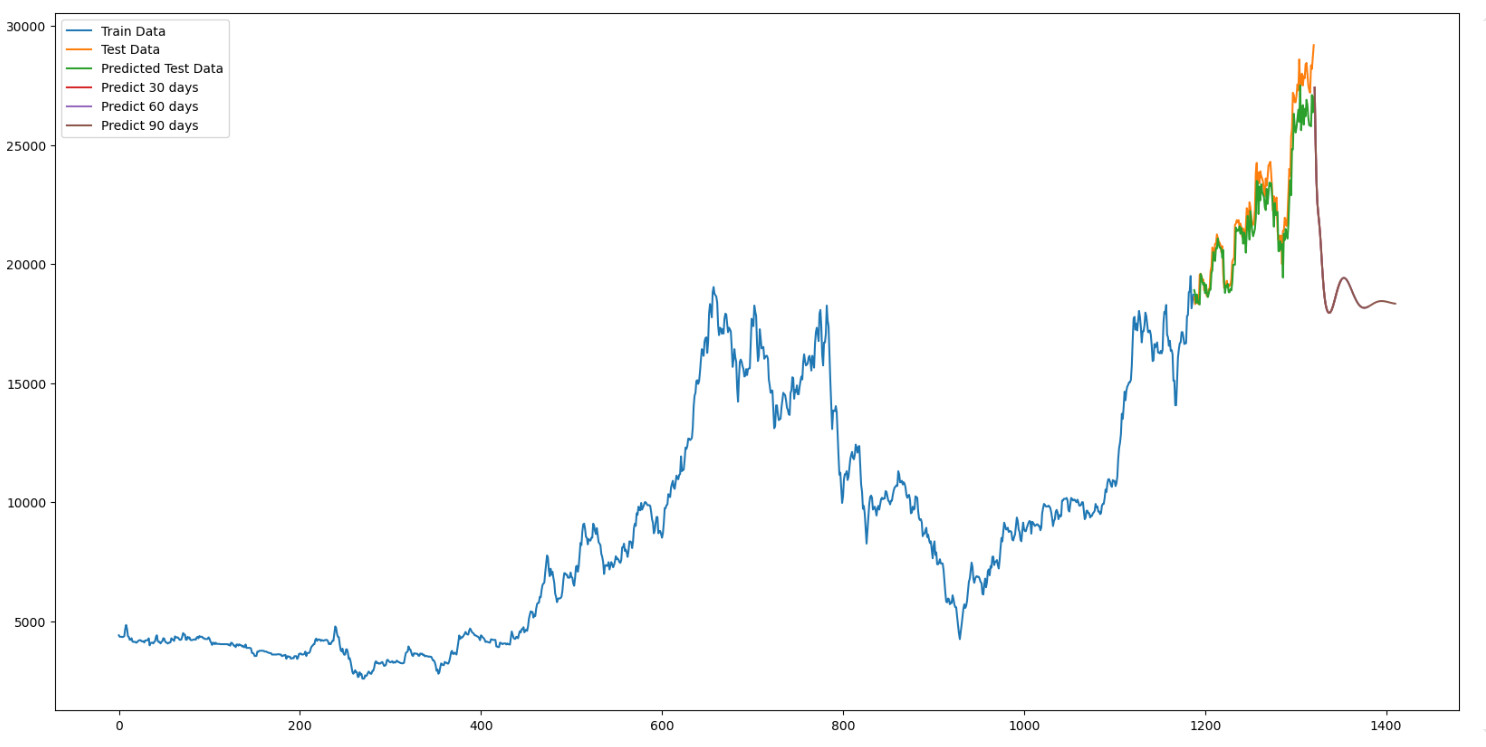 30000
25000
20000
15000
10000
5000
Train Data
Test Data
Predicted Test Data
Predict 30 days
Predict 60 days
Predict 90 days
0 200 400 600 800 1000 1200 1400